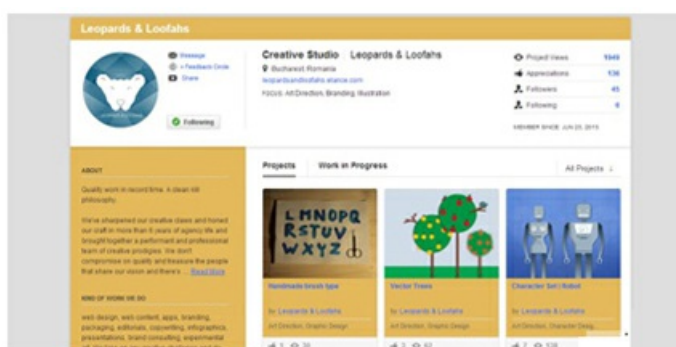 Leopards & Loofahs
Message
+ Feedback Circle
Share
Following
Creative Studio Leopards & Loofahs
Bucharest, Romania
leopardsandloofahs.elance.com
FOCUS: Art Direction, Branding, Illustration
Project Views
Appreciations 136
Followers 45
Following
MEMBER SINCE: JUN 20, 2013
ABOUT
Quality work in record time. A clean kill
philosophy.
We've sharpened our creative claws and honed
our craft in more than 8 years of agency life and
brought together a performant and professional
team of creative prodigies. We don't
compromise on quality and treasure the people
that share our vision and there's ... Read More
KIND OF WORK WE DO
web design, web content, apps, branding,
packaging, editorials, copywriting, infographics,
presentations, brand consulting, experimental
Projects Work in Progress All Projects
LMNOPQ
RSTUV
WXYZ
Handmade brush type
by Leopards & Loofahs
Art Direction, Graphic Design
Vector Trees
by Leopards & Loofahs
Art Direction, Graphic Design
Character Set | Robot
by Leopards & Loofahs
Art Direction, Character Desig...